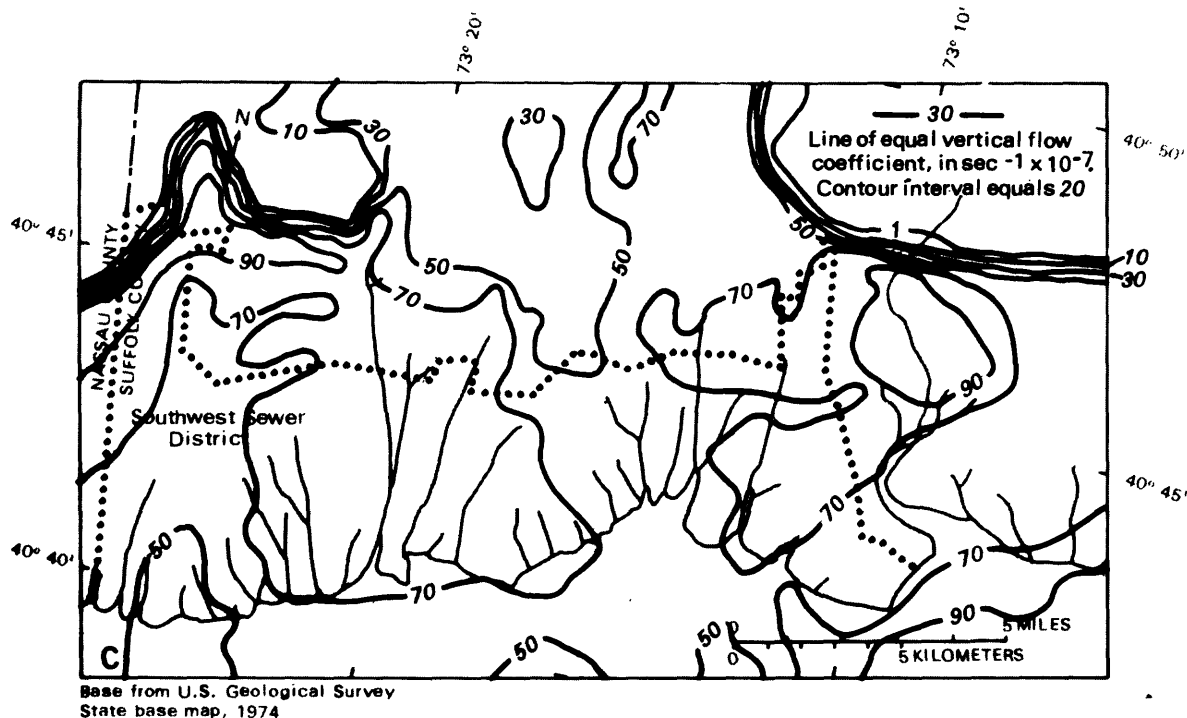 73° 20'
73° 10'
N
10
30
30
70
30
Line of equal vertical flow
coefficient, in sec -1 x 10-7.
Contour interval equals 20
40° 50'
40° 45'
NASSAU COUNTY
SUFFOLK COUNTY
90
50
50
50
1
10
30
70
70
70
90
Southwest Sewer
District
70
40° 45'
40° 40'
50
70
70
90
50
50
0
0
5 MILES
5 KILOMETERS
C
Base from U.S. Geological Survey
State base map, 1974